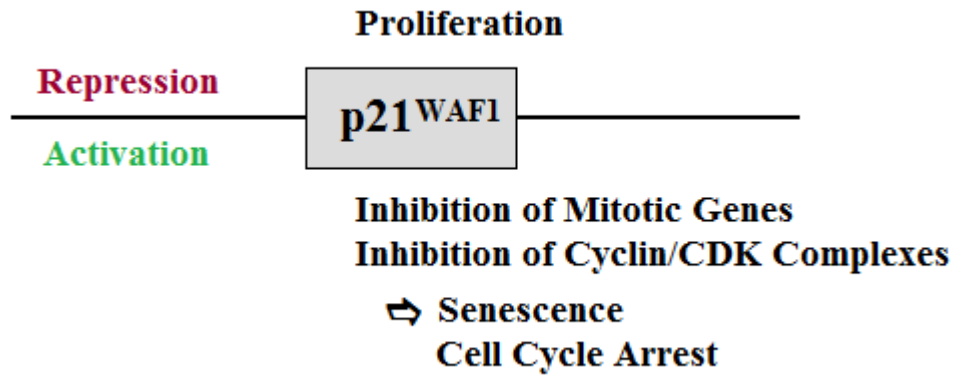 Proliferation
Repression
p21WAF1
Activation
Inhibition of Mitotic Genes
Inhibition of Cyclin/CDK Complexes
⇨ Senescence
Cell Cycle Arrest